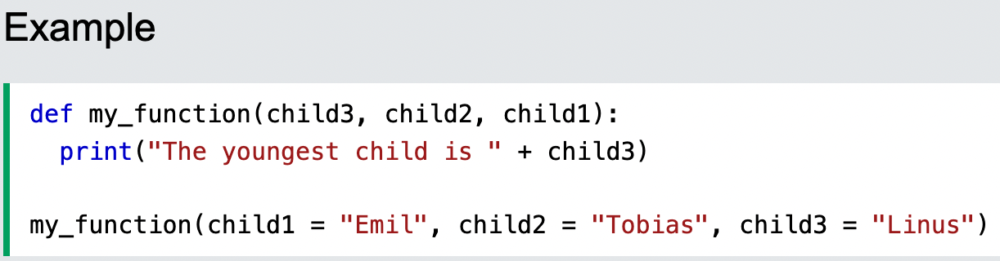 Example
def my_function(child3, child2, child1):
  print("The youngest child is " + child3)
my_function(child1 = "Emil", child2 = "Tobias", child3 = "Linus")